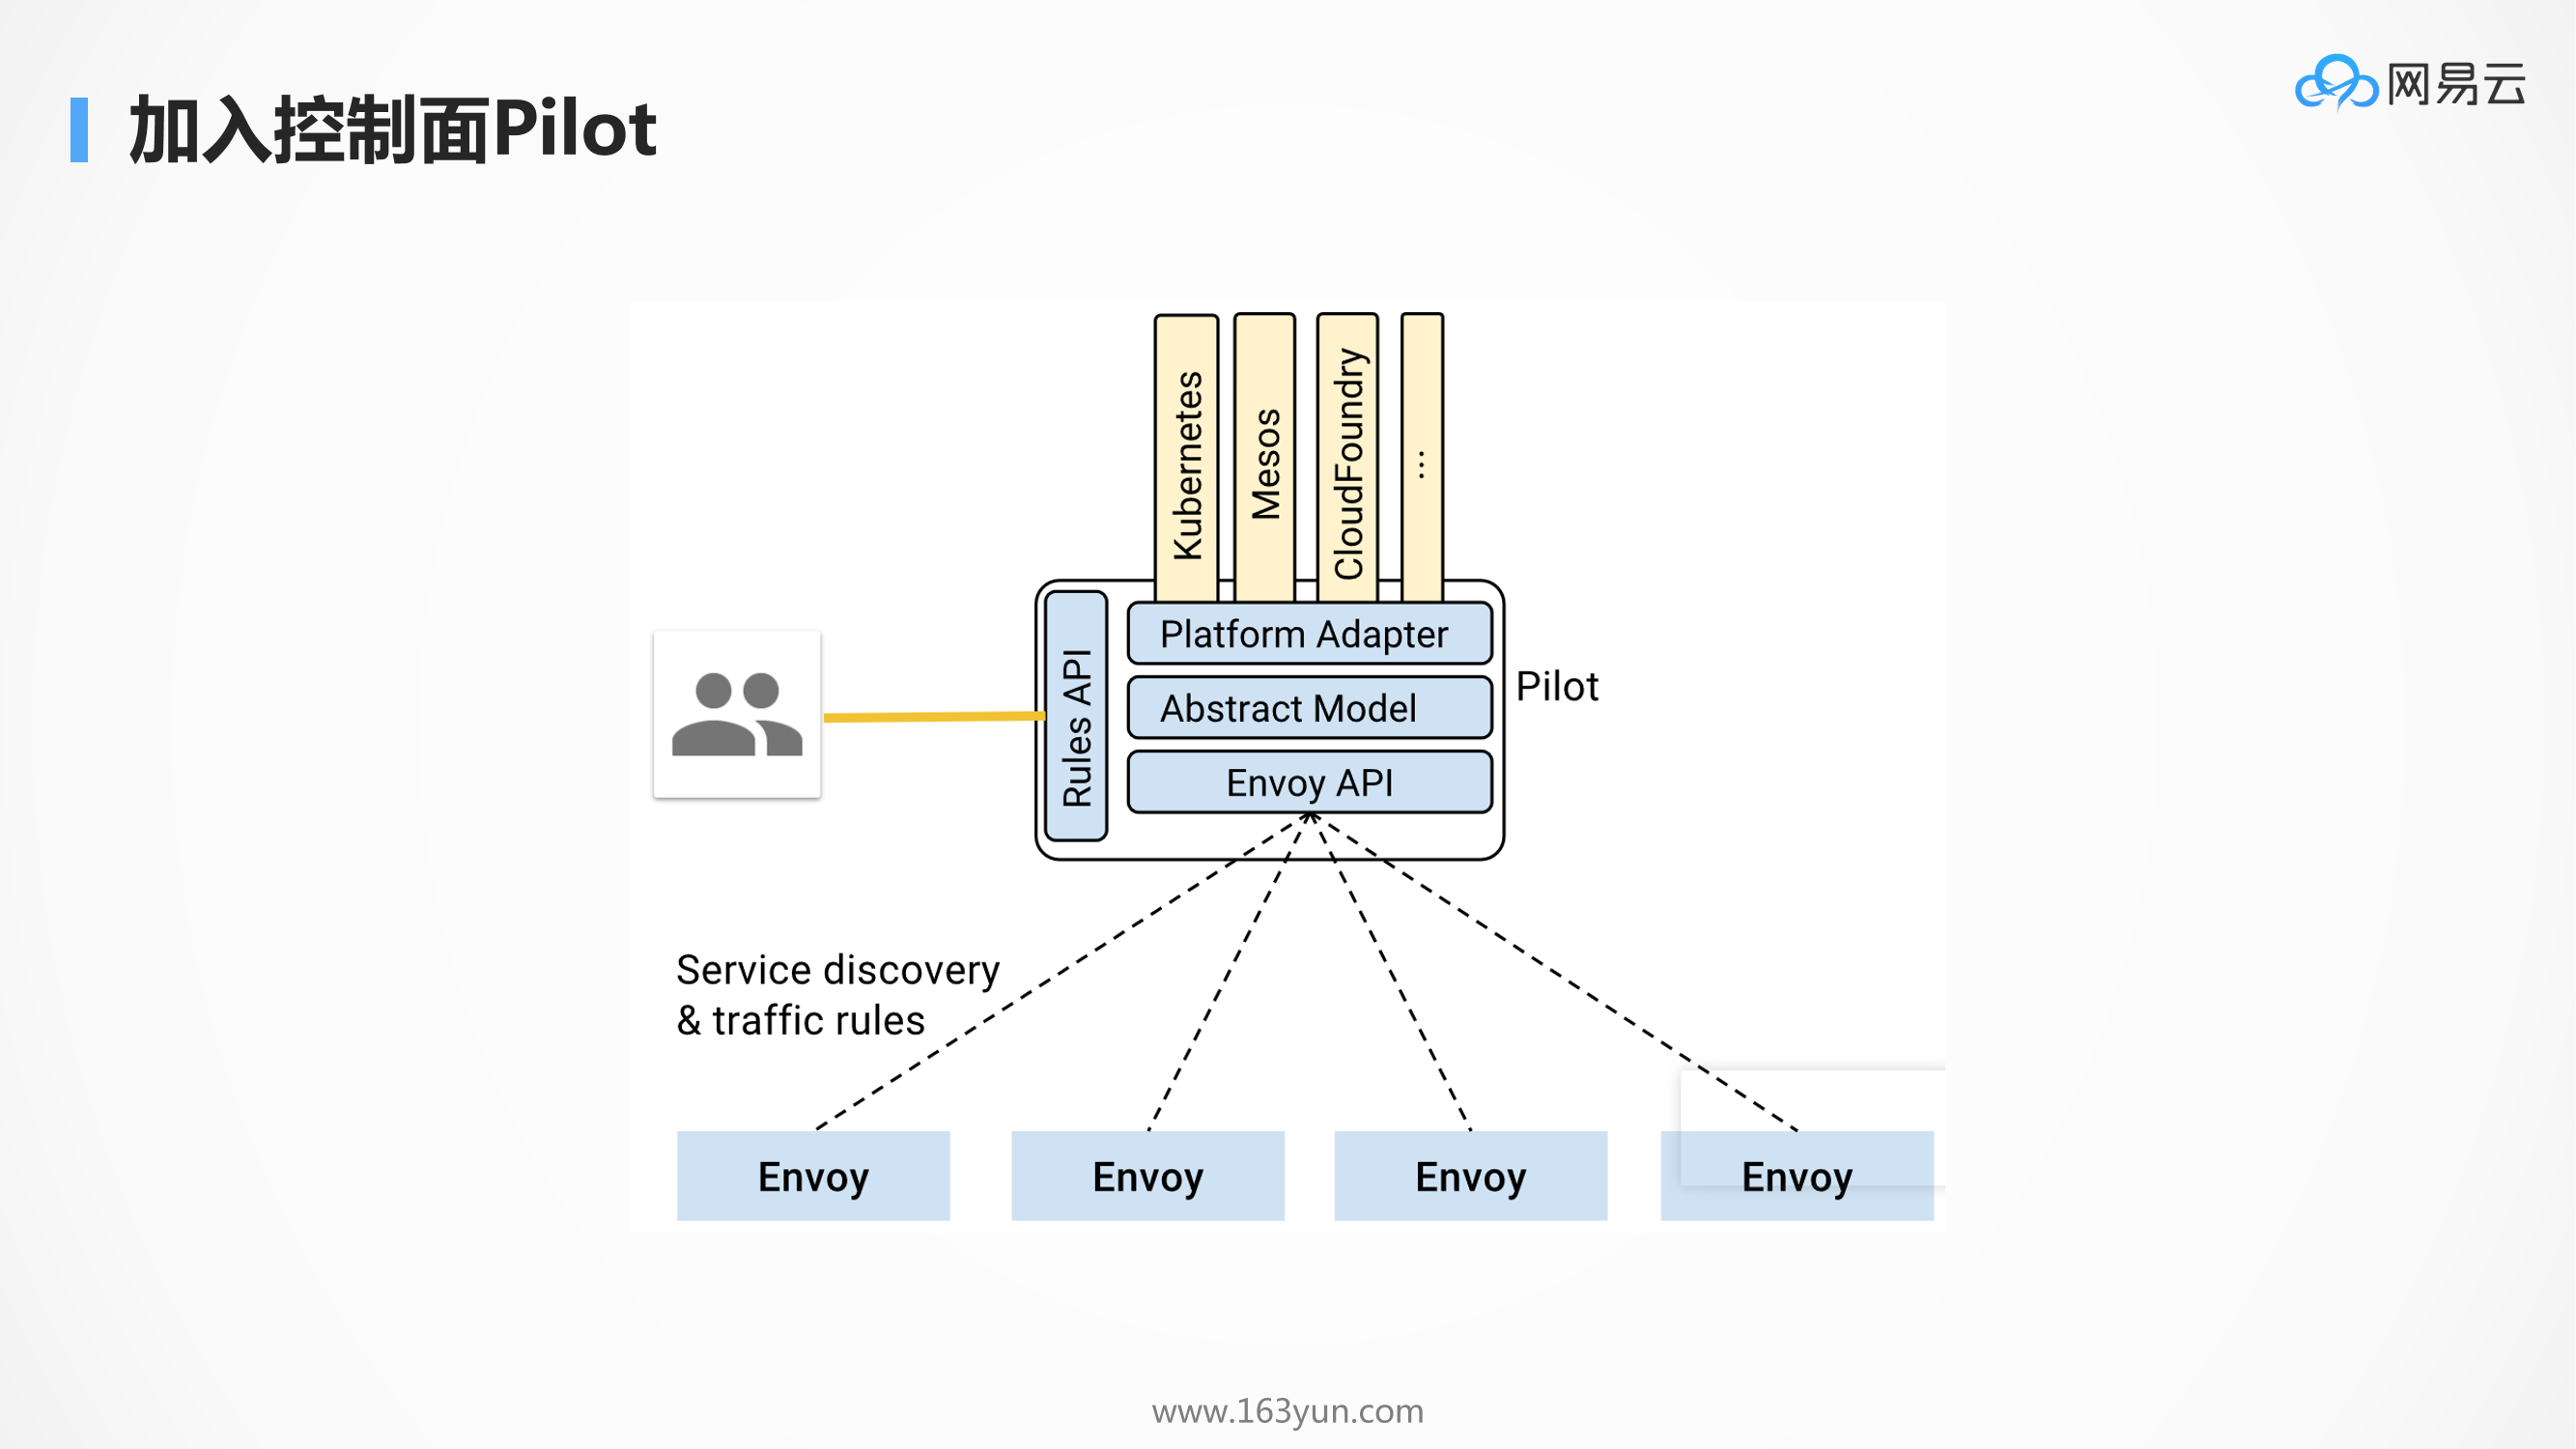 加入控制面Pilot
网易云
Kubernetes
Mesos
CloudFoundry
...
Rules API
Platform Adapter
Abstract Model
Envoy API
Pilot
Service discovery
& traffic rules
Envoy
Envoy
Envoy
Envoy
www.163yun.com